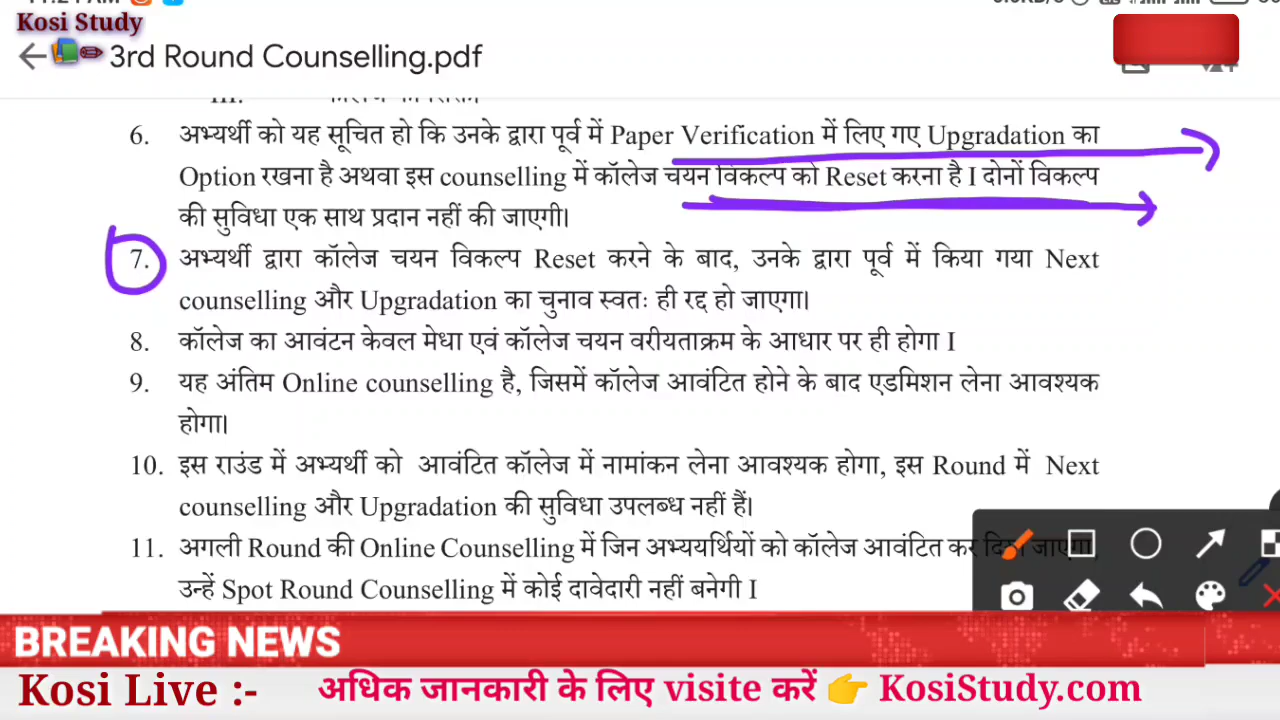 Kosi Study
3rd Round Counselling.pdf
III.
6. अभ्यर्थी को यह सूचित हो कि उनके द्वारा पूर्व में Paper Verification में लिए गए Upgradation का
Option रखना है अथवा इस counselling में कॉलेज चयन विकल्प को Reset करना है I दोनों विकल्प
की सुविधा एक साथ प्रदान नहीं की जाएगी।
7. अभ्यर्थी द्वारा कॉलेज चयन विकल्प Reset करने के बाद, उनके द्वारा पूर्व में किया गया Next
counselling और Upgradation का चुनाव स्वतः ही रद्द हो जाएगा।
8. कॉलेज का आवंटन केवल मेधा एवं कॉलेज चयन वरीयताक्रम के आधार पर ही होगा I
9. यह अंतिम Online counselling है, जिसमें कॉलेज आवंटित होने के बाद एडमिशन लेना आवश्यक
होगा।
10. इस राउंड में अभ्यर्थी को आवंटित कॉलेज में नामांकन लेना आवश्यक होगा, इस Round में Next
counselling और Upgradation की सुविधा उपलब्ध नहीं हैं।
11. अगली Round की Online Counselling में जिन अभ्ययर्थियों को कॉलेज आवंटित कर दिया जाएगा,
उन्हें Spot Round Counselling में कोई दावेदारी नहीं बनेगी I
BREAKING NEWS
Kosi Live :- अधिक जानकारी के लिए visite करें 👉 KosiStudy.com